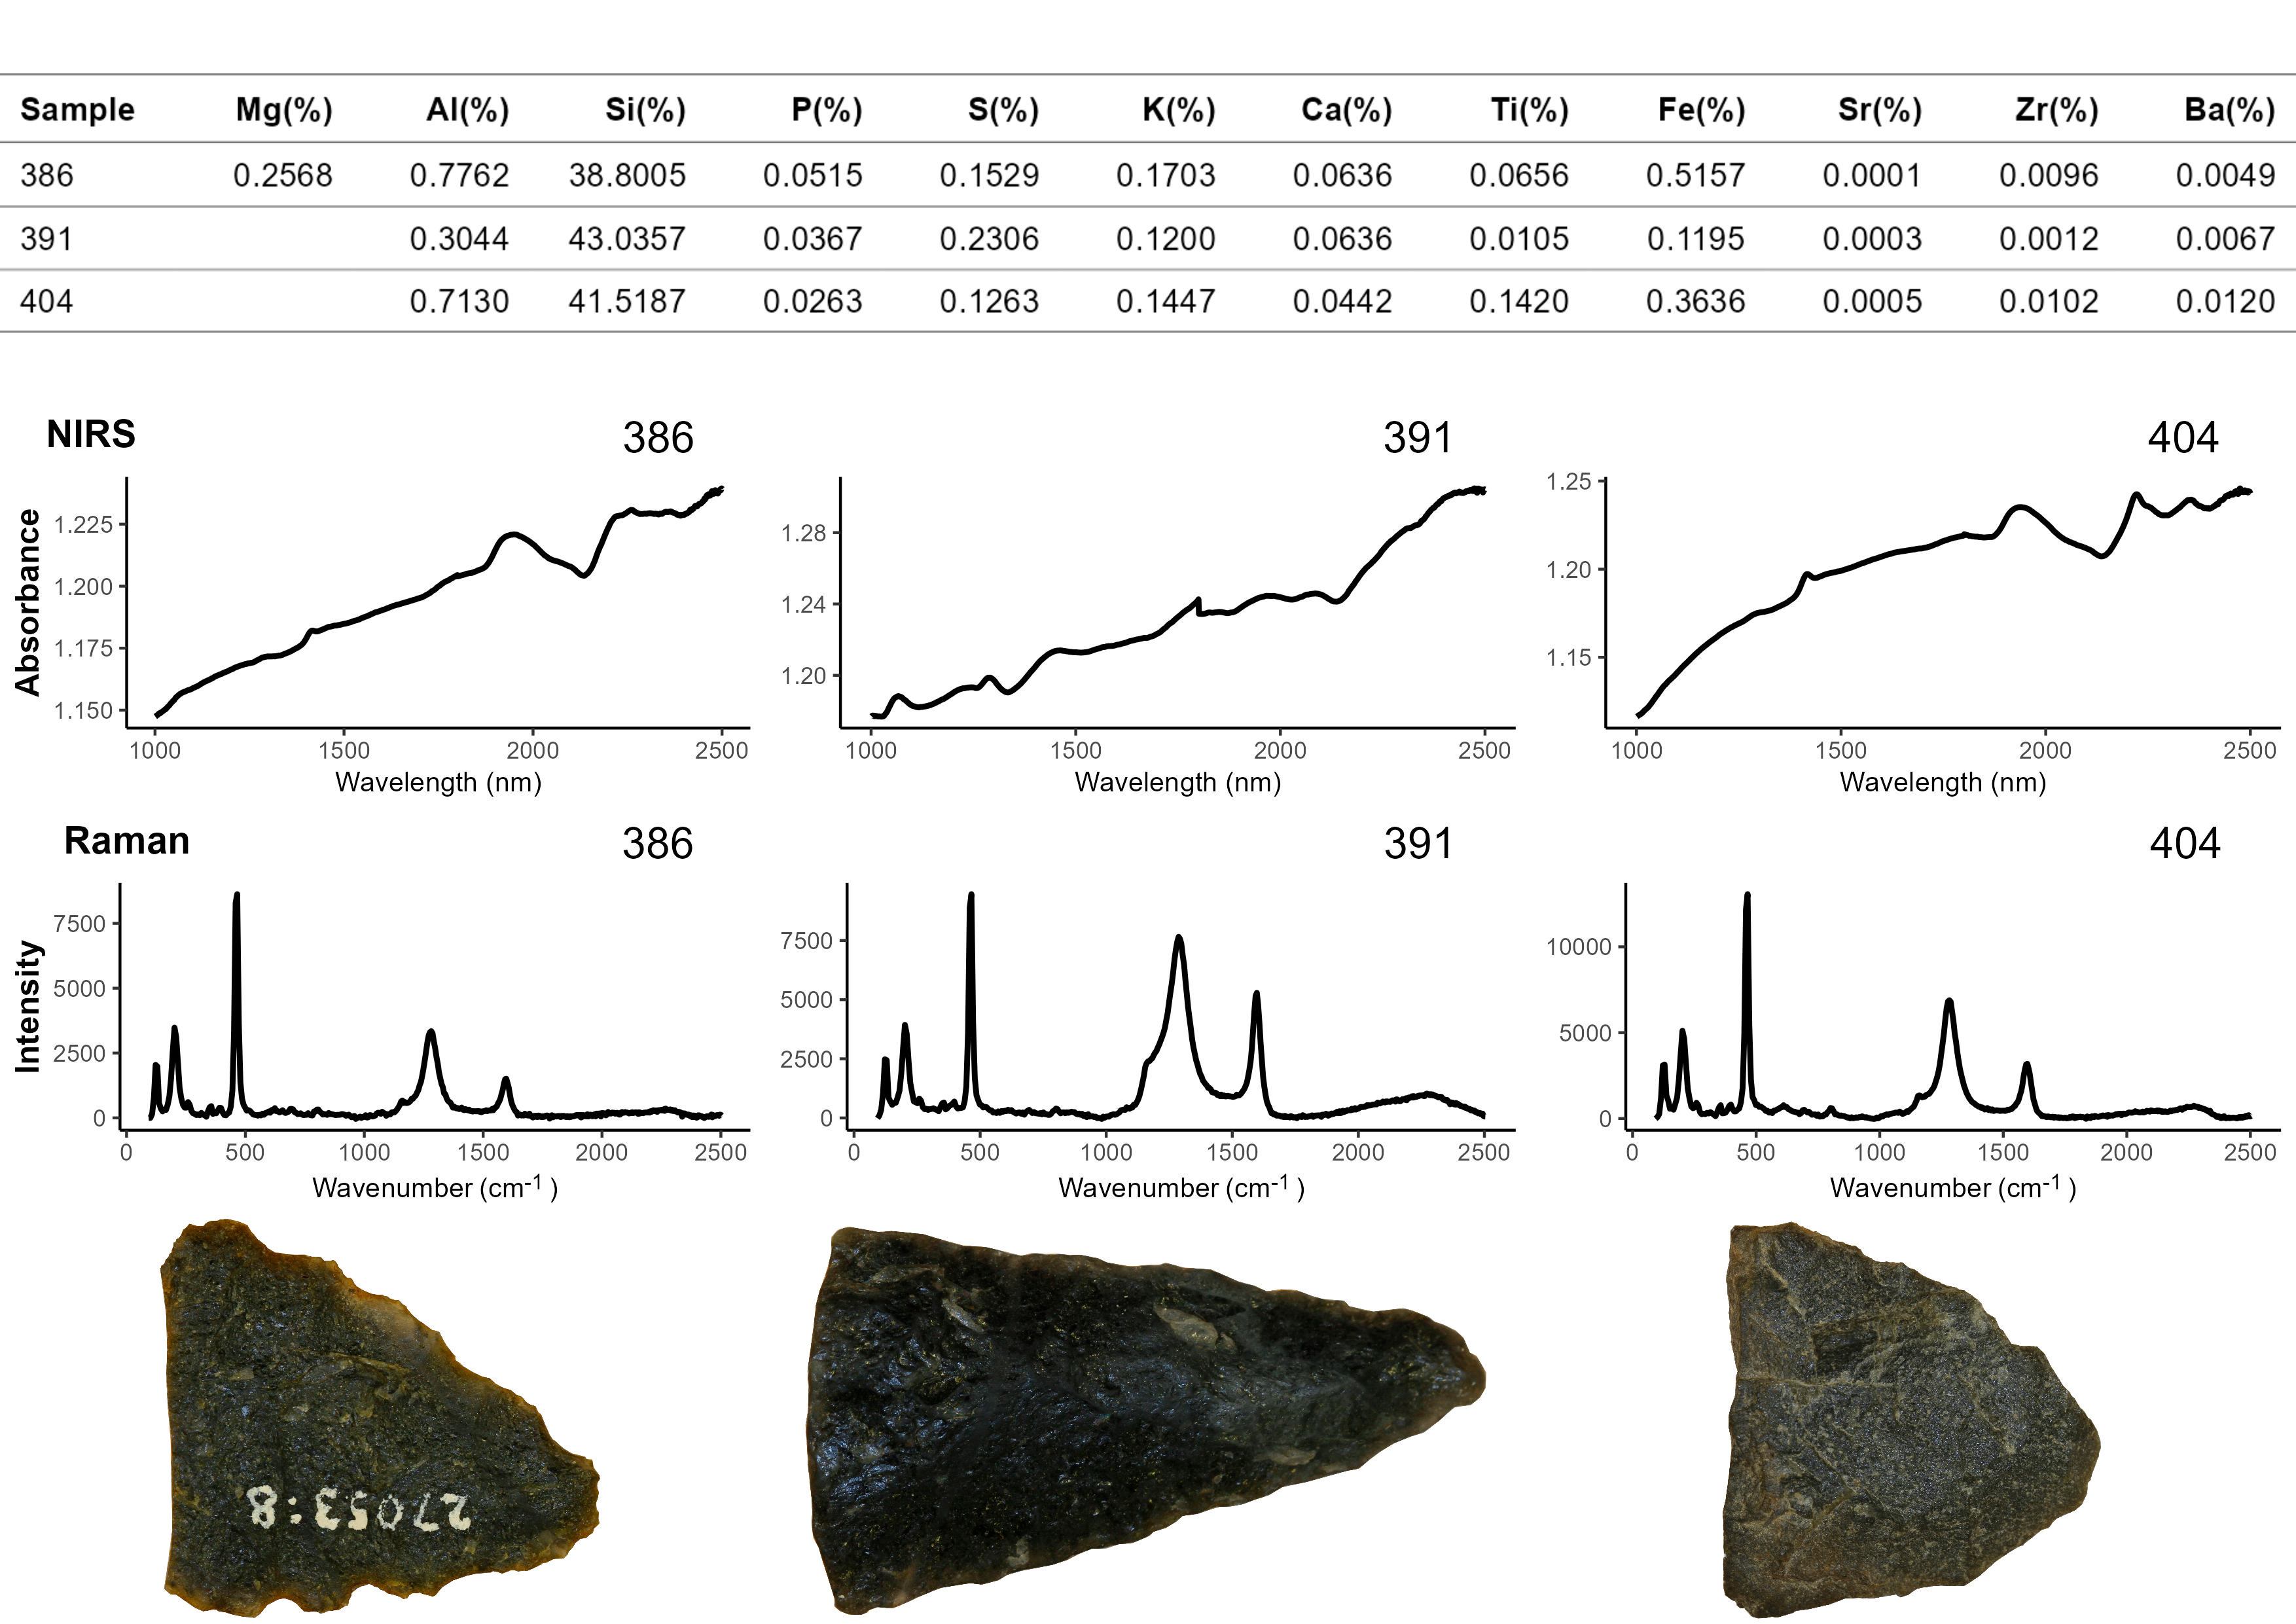 Sample Mg(%) Al(%) Si(%) P(%) S(%) K(%) Ca(%) Ti(%) Fe(%) Sr(%) Zr(%) Ba(%)
386 0.2568 0.7762 38.8005 0.0515 0.1529 0.1703 0.0636 0.0656 0.5157 0.0001 0.0096 0.0049
391 0.3044 43.0357 0.0367 0.2306 0.1200 0.0636 0.0105 0.1195 0.0003 0.0012 0.0067
404 0.7130 41.5187 0.0263 0.1263 0.1447 0.0442 0.1420 0.3636 0.0005 0.0102 0.0120
NIRS 386 391 404
Absorbance
1.225
1.200
1.175
1.150
1000 1500 2000 2500
Wavelength (nm)
1.28
1.24
1.20
1000 1500 2000 2500
Wavelength (nm)
1.25
1.20
1.15
1000 1500 2000 2500
Wavelength (nm)
Raman 386 391 404
Intensity
7500
5000
2500
0
0 500 1000 1500 2000 2500
Wavenumber (cm-1 )
7500
5000
2500
0
0 500 1000 1500 2000 2500
Wavenumber (cm-1 )
10000
5000
0
0 500 1000 1500 2000 2500
Wavenumber (cm-1 )
27053:8